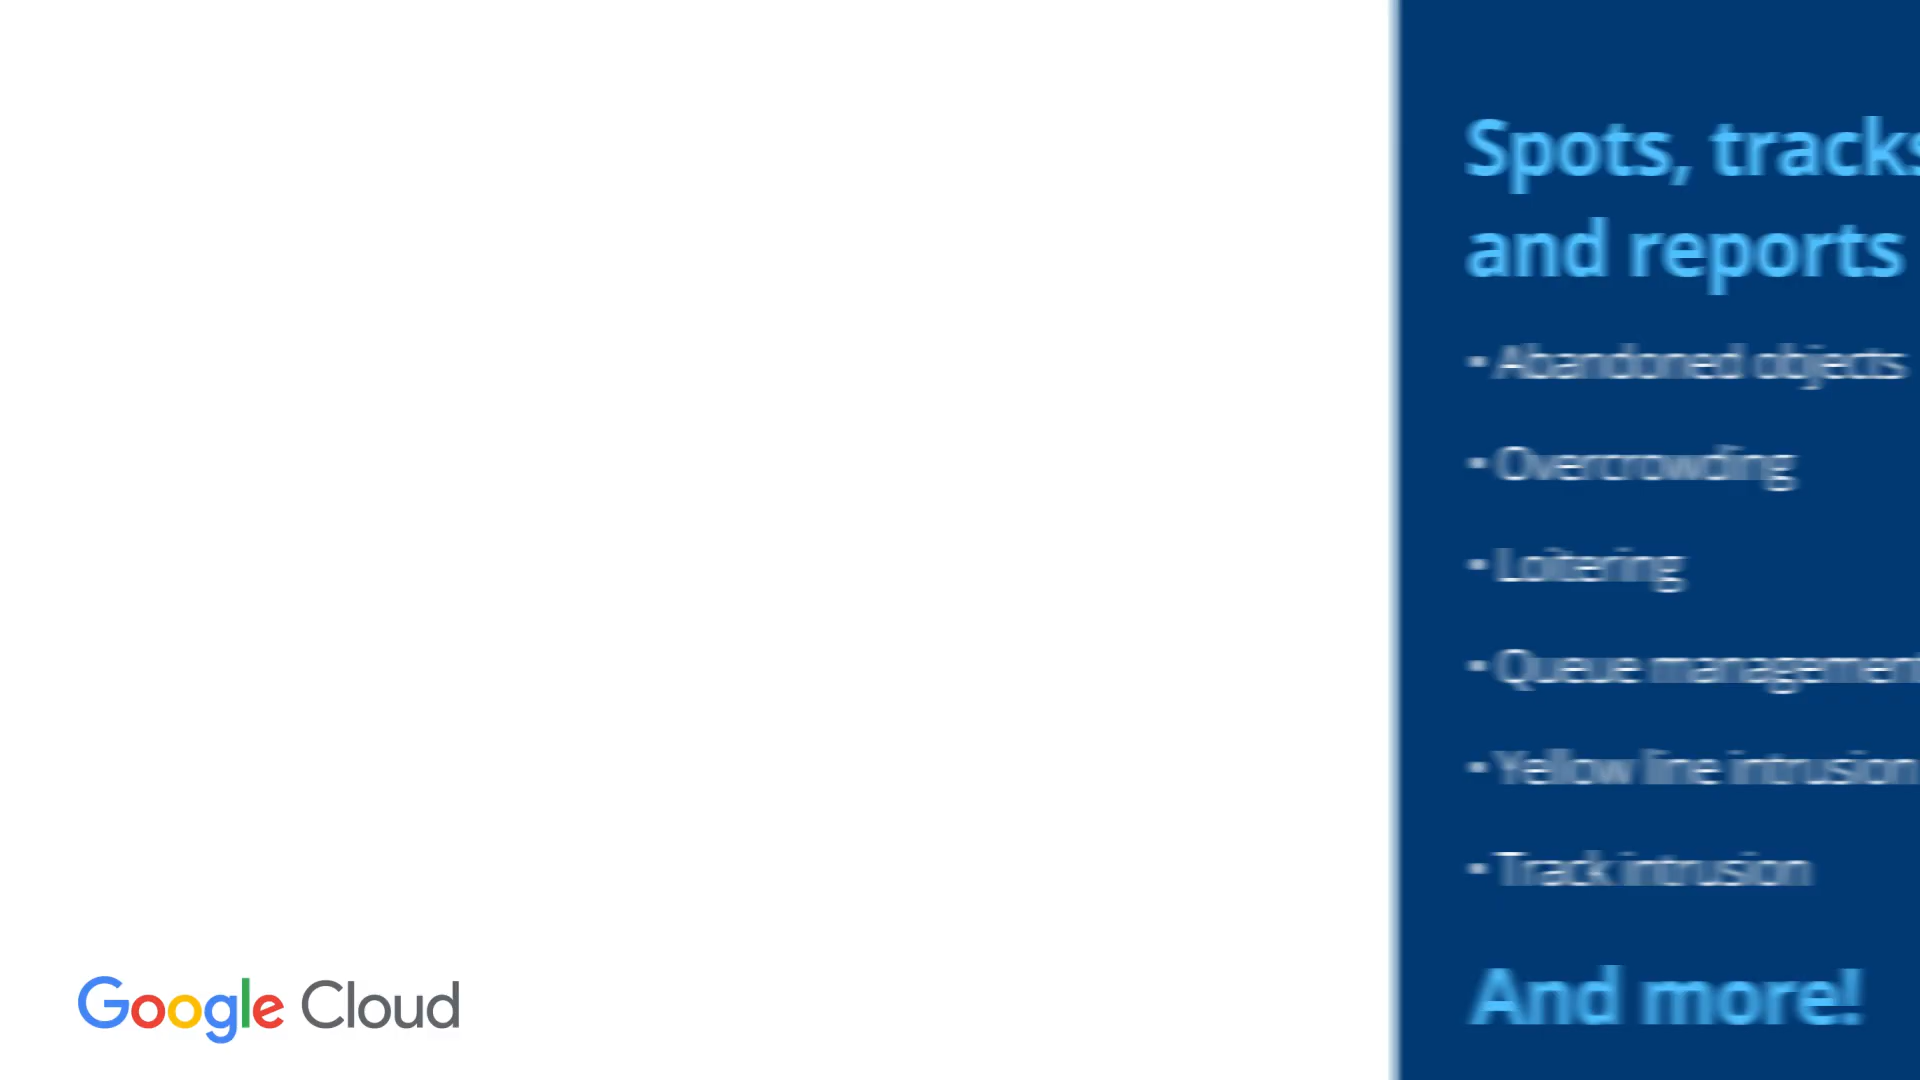 Spots, tracks
and reports
• Abandoned objects
• Overcrowding
• Loitering
• Queue management
• Yellow line intrusion
• Track intrusion
And more!
Google Cloud